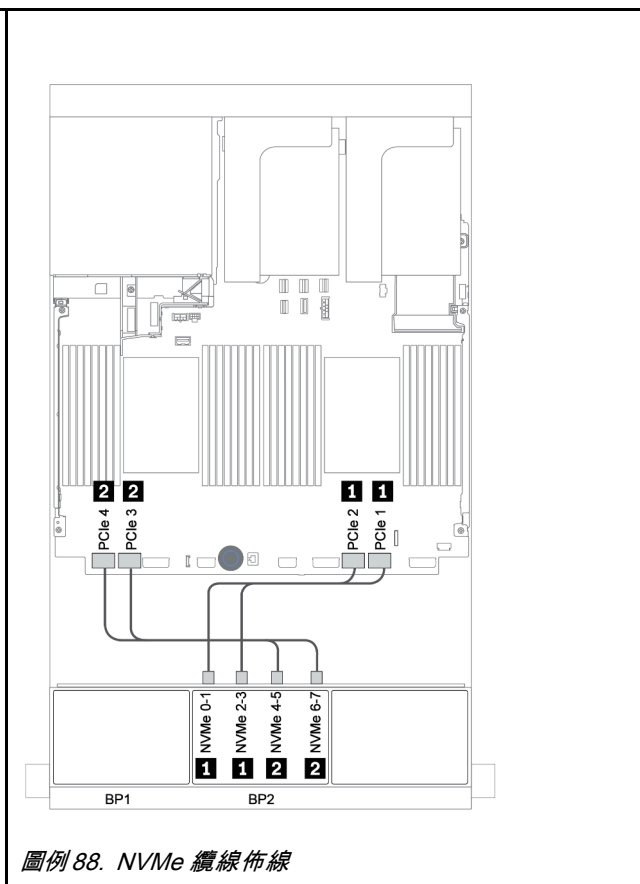 2 2 1 1
PCIe 4 PCIe 3 PCIe 2 PCIe 1
NVMe 0-1 NVMe 2-3 NVMe 4-5 NVMe 6-7
1 1 2 2
BP1 BP2
圖例 88. NVMe 纜線佈線